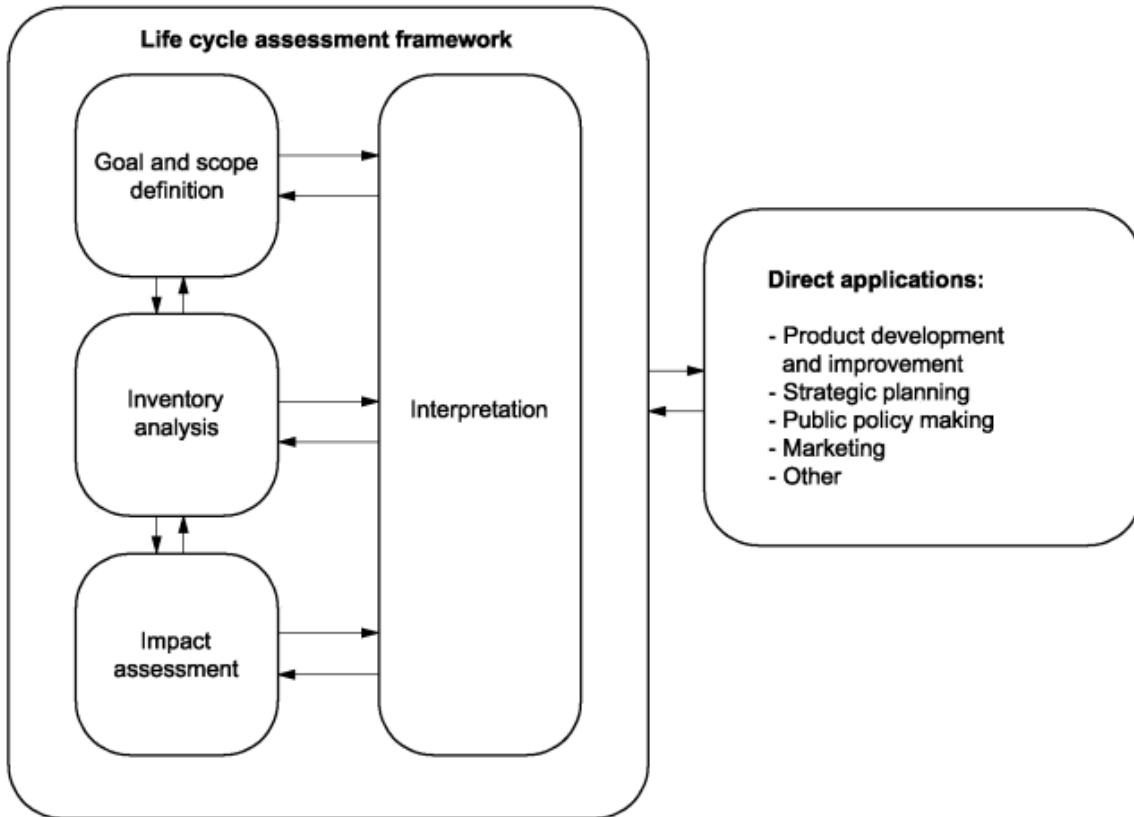 Life cycle assessment framework
Goal and scope
definition
Inventory
analysis
Impact
assessment
Interpretation
Direct applications:
- Product development
and improvement
- Strategic planning
- Public policy making
- Marketing
- Other